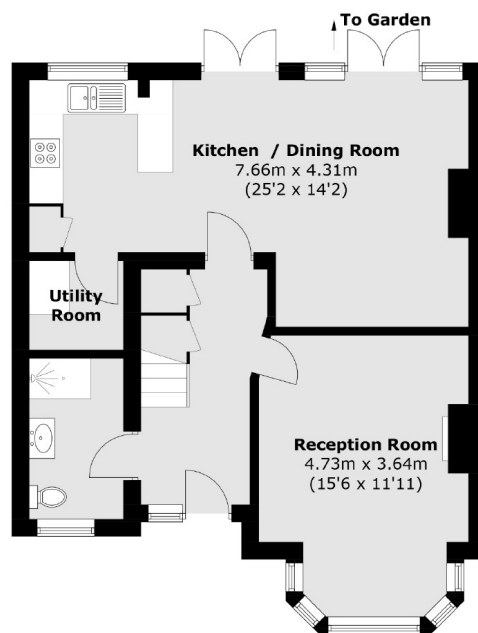 To Garden
Kitchen / Dining Room
7.66m x 4.31m
(25'2 x 14'2)
Utility
Room
Reception Room
4.73m x 3.64m
(15'6 x 11'11)